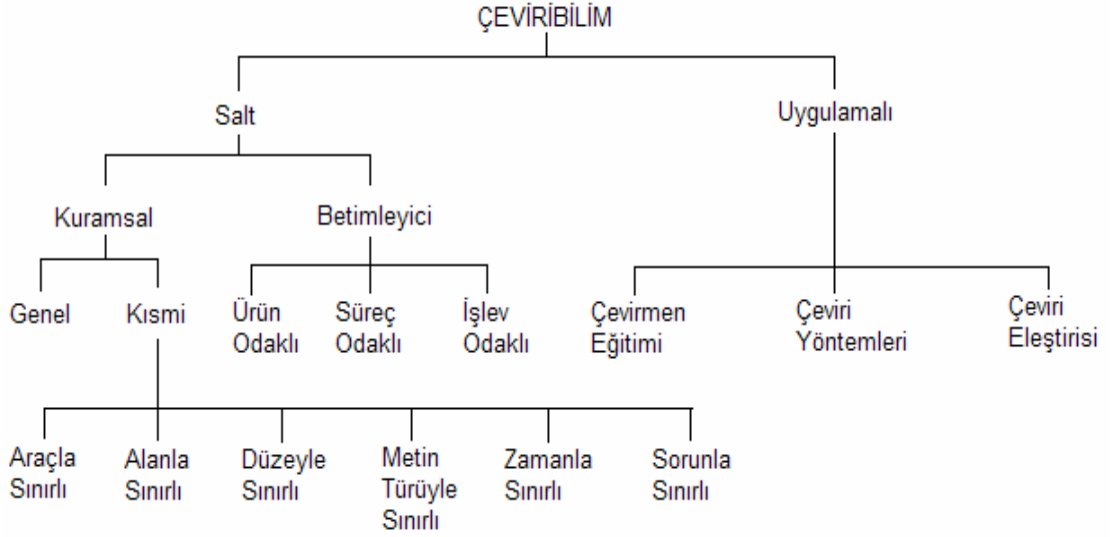 ÇEVİRİBİLİM
Salt
Uygulamalı
Kuramsal
Betimleyici
Genel
Kısmi
Ürün
Odaklı
Süreç
Odaklı
İşlev
Odaklı
Çevirmen
Eğitimi
Çeviri
Yöntemleri
Çeviri
Eleştirisi
Araçla
Sınırlı
Alanla
Sınırlı
Düzeyle
Sınırlı
Metin
Türüyle
Sınırlı
Zamanla
Sınırlı
Sorunla
Sınırlı